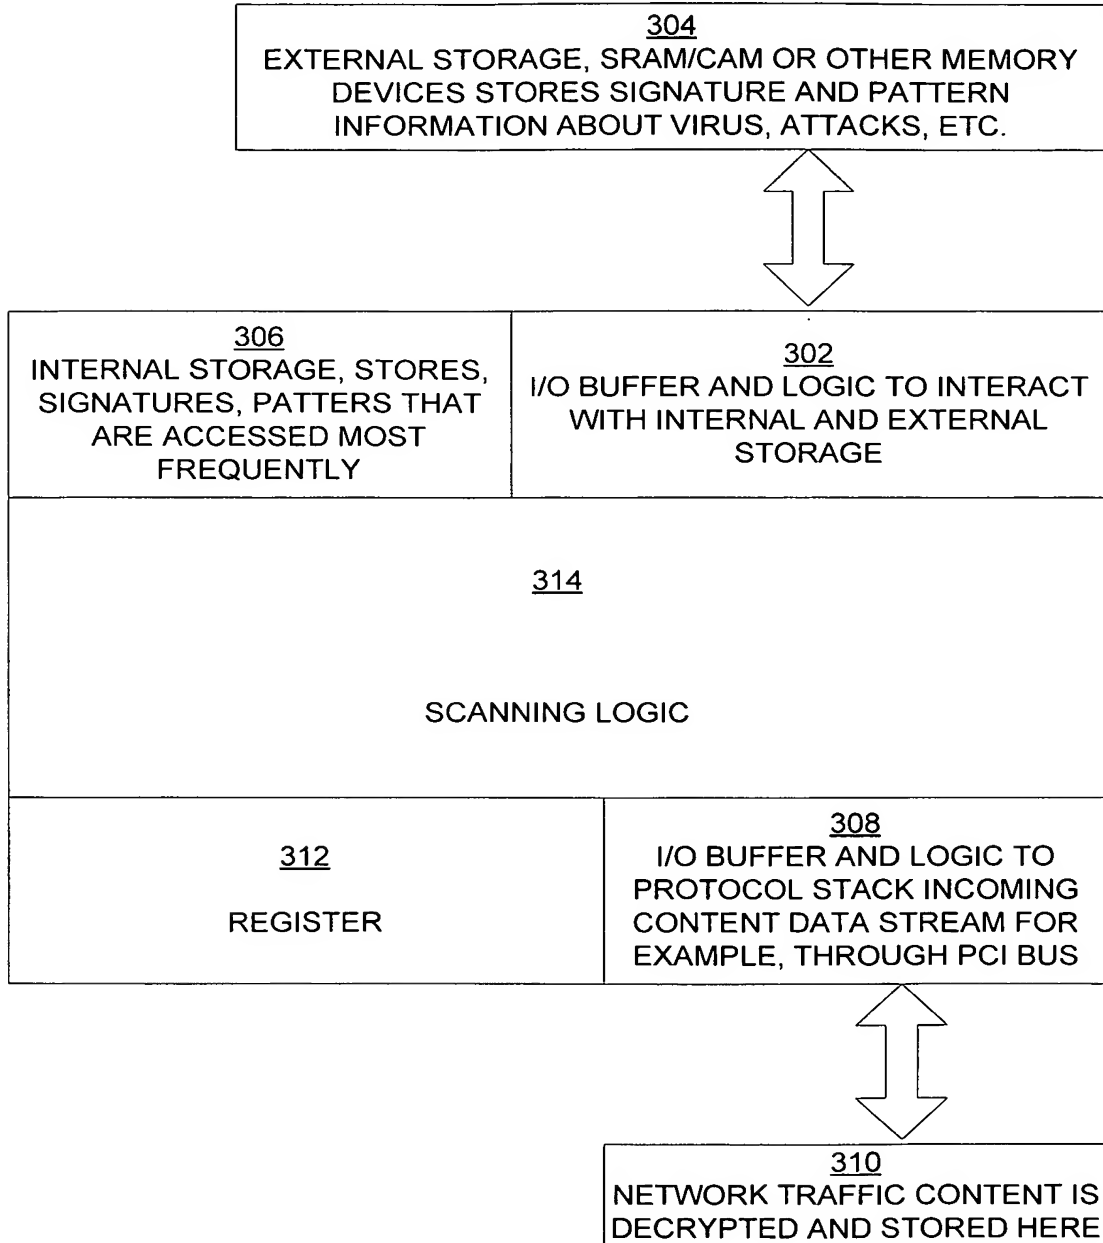 304
EXTERNAL STORAGE, SRAM/CAM OR OTHER MEMORY
DEVICES STORES SIGNATURE AND PATTERN
INFORMATION ABOUT VIRUS, ATTACKS, ETC.
306
INTERNAL STORAGE, STORES,
SIGNATURES, PATTERS THAT
ARE ACCESSED MOST
FREQUENTLY
302
I/O BUFFER AND LOGIC TO INTERACT
WITH INTERNAL AND EXTERNAL
STORAGE
314
SCANNING LOGIC
312
REGISTER
308
I/O BUFFER AND LOGIC TO
PROTOCOL STACK INCOMING
CONTENT DATA STREAM FOR
EXAMPLE, THROUGH PCI BUS
310
NETWORK TRAFFIC CONTENT IS
DECRYPTED AND STORED HERE